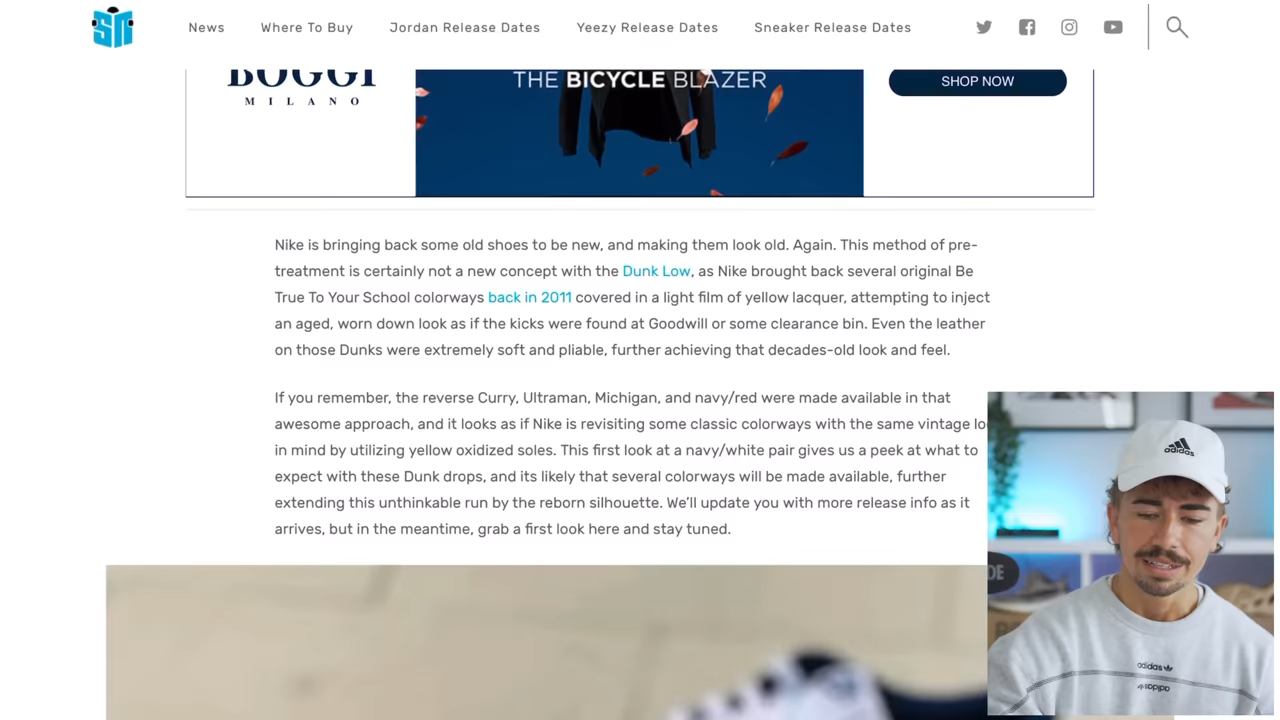 SN
News
Where To Buy
Jordan Release Dates
Yeezy Release Dates
Sneaker Release Dates
BOGGI
MILANO
THE BICYCLE BLAZER
SHOP NOW
Nike is bringing back some old shoes to be new, and making them look old. Again. This method of pre-
treatment is certainly not a new concept with the Dunk Low, as Nike brought back several original Be
True To Your School colorways back in 2011 covered in a light film of yellow lacquer, attempting to inject
an aged, worn down look as if the kicks were found at Goodwill or some clearance bin. Even the leather
on those Dunks were extremely soft and pliable, further achieving that decades-old look and feel.
If you remember, the reverse Curry, Ultraman, Michigan, and navy/red were made available in that
awesome approach, and it looks as if Nike is revisiting some classic colorways with the same vintage lo
in mind by utilizing yellow oxidized soles. This first look at a navy/white pair gives us a peek at what to
expect with these Dunk drops, and its likely that several colorways will be made available, further
extending this unthinkable run by the reborn silhouette. We'll update you with more release info as it
arrives, but in the meantime, grab a first look here and stay tuned.
adidas
DE
adidas
adidas